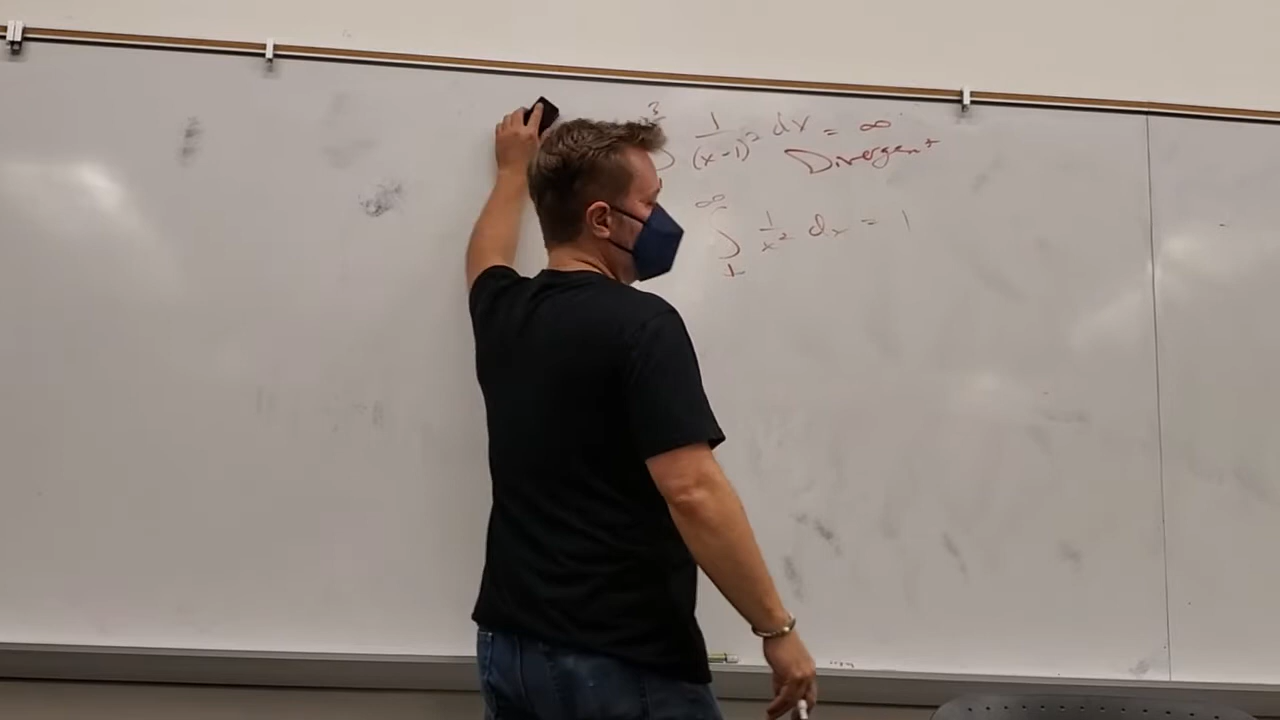 ∫₁³ 1/(x-1)² dx = ∞
Divergent
∫₁^∞ 1/x² dx = 1